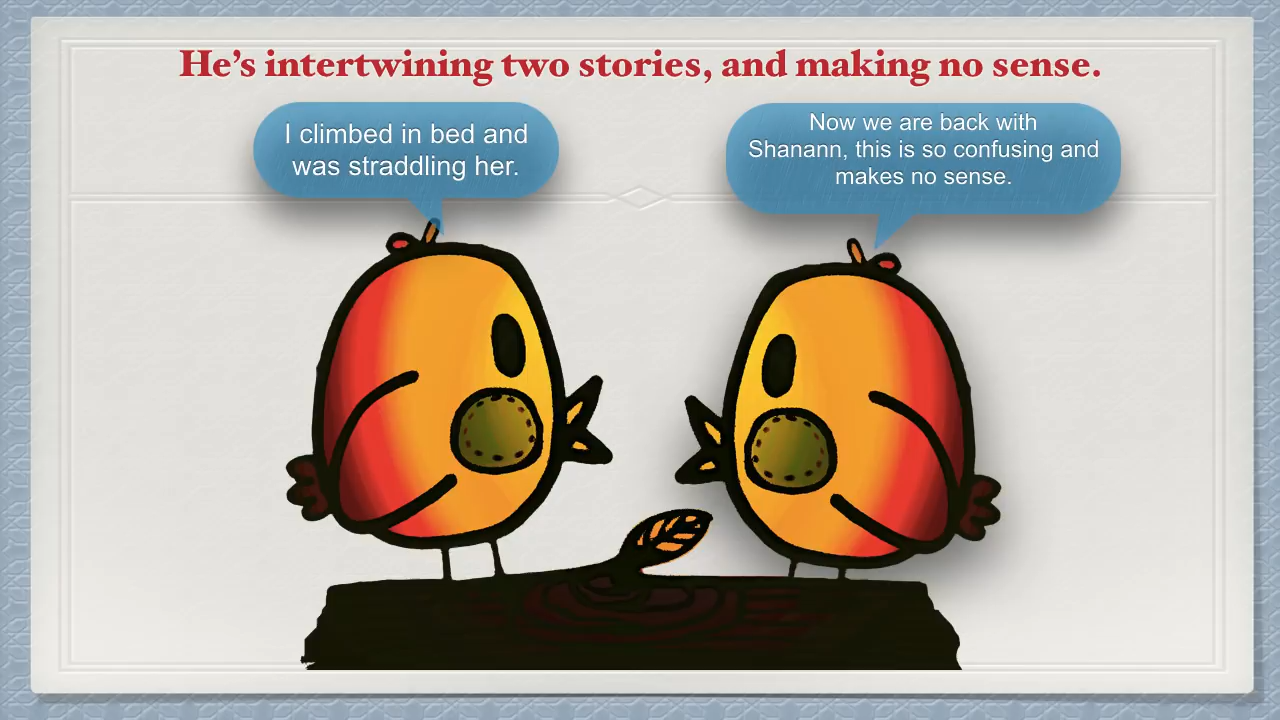 He's intertwining two stories, and making no sense.
I climbed in bed and
was straddling her.
Now we are back with
Shanann, this is so confusing and
makes no sense.